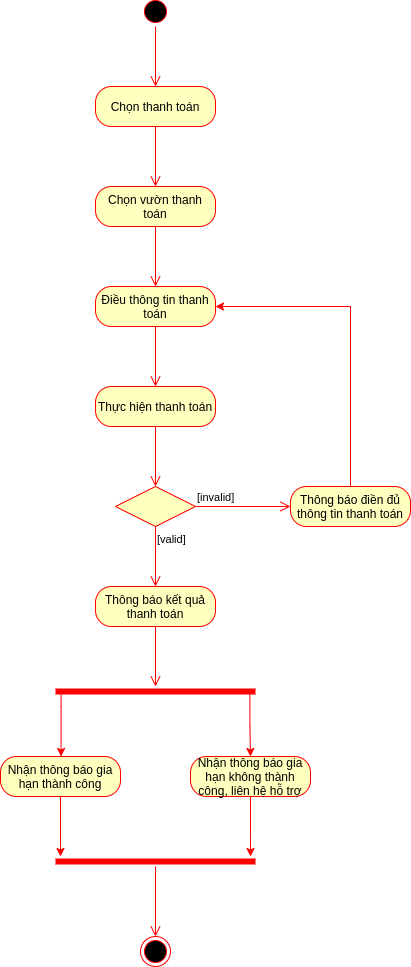 Chọn thanh toán
Chọn vườn thanh
toán
Điều thông tin thanh
toán
Thực hiện thanh toán
[invalid]
Thông báo điền đủ
thông tin thanh toán
[valid]
Thông báo kết quả
thanh toán
Nhận thông báo gia
hạn thành công
Nhận thông báo gia
hạn không thành
công, liên hê hỗ trợ